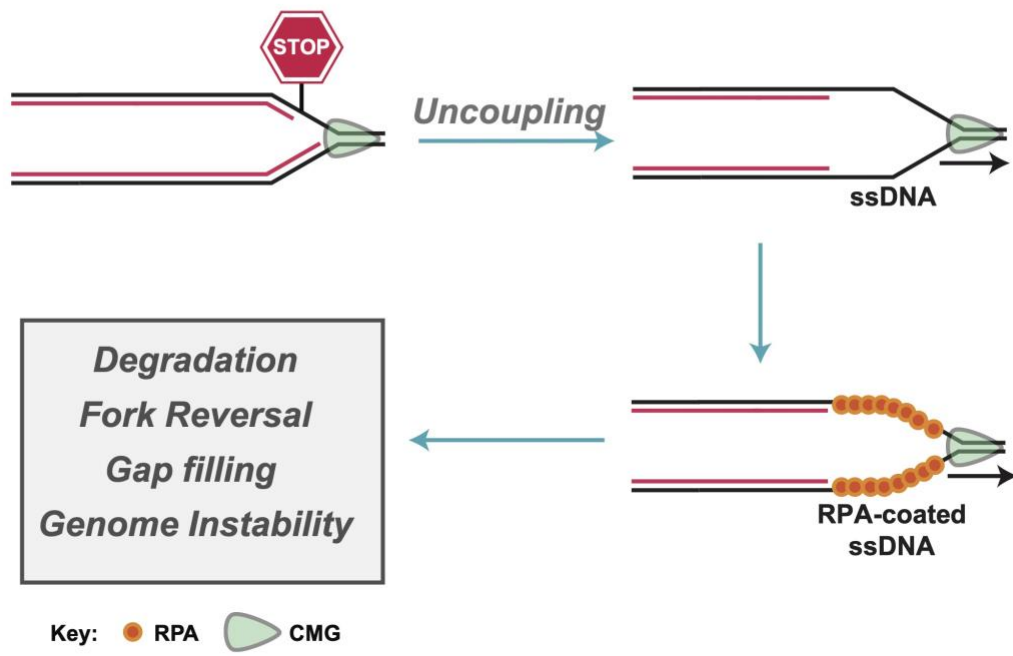 STOP
Uncoupling
ssDNA
Degradation
Fork Reversal
Gap filling
Genome Instability
RPA-coated
ssDNA
Key: RPA CMG